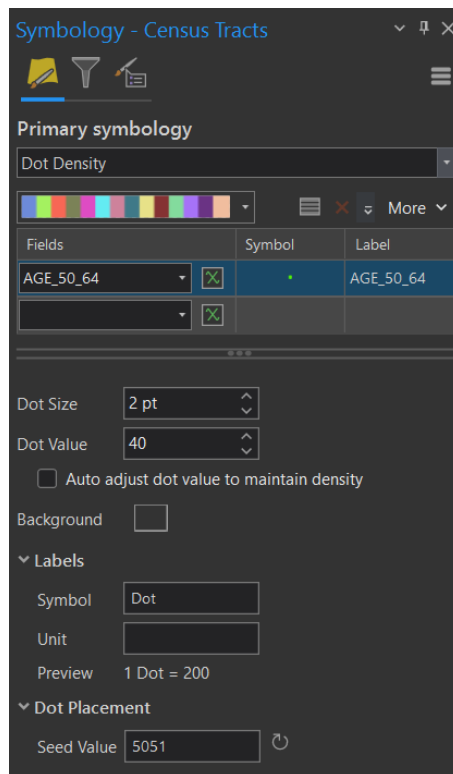 Symbology - Census Tracts
Primary symbology
Dot Density
More
Fields Symbol Label
AGE_50_64 AGE_50_64
Dot Size 2 pt
Dot Value 40
Auto adjust dot value to maintain density
Background
Labels
Symbol Dot
Unit
Preview 1 Dot = 200
Dot Placement
Seed Value 5051